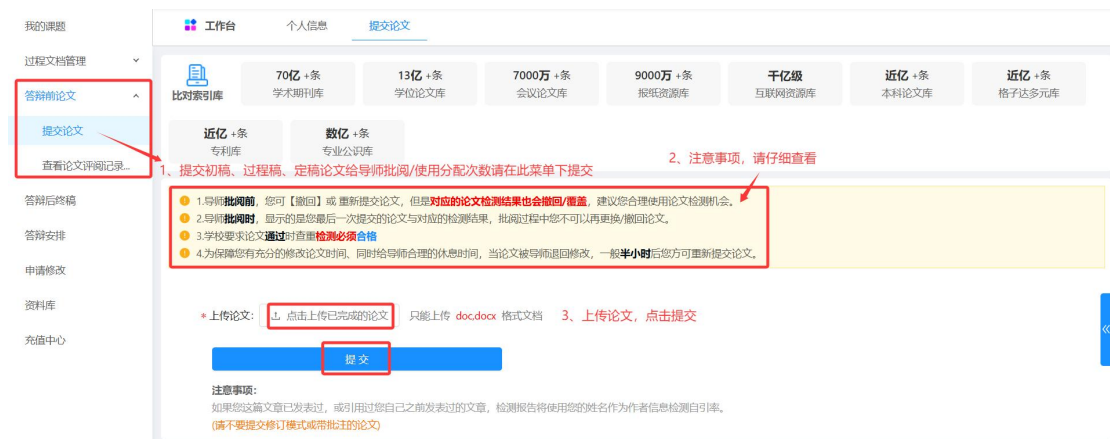 我的课题
过程文档管理
答辩前论文
提交论文
查看论文评阅记录...
答辩后终稿
答辩安排
申请修改
资料库
充值中心
工作台 个人信息 提交论文
比对索引库
70亿 +条
学术期刊库
13亿 +条
学位论文库
7000万 +条
会议论文库
9000万 +条
报纸资源库
千亿级
互联网资源库
近亿 +条
本科论文库
近亿 +条
格子达多元库
近亿 +条
专利库
数亿 +条
专业公识库
1、提交初稿、过程稿、定稿论文给导师批阅/使用分配次数请在此菜单下提交
2、注意事项，请仔细查看
1.导师批阅前，您可【撤回】或 重新提交论文，但是对应的论文检测结果也会撤回/覆盖，建议您合理使用论文检测机会。
2.导师批阅时，显示的是您最后一次提交的论文与对应的检测结果，批阅过程中您不可以再更换/撤回论文。
3.学校要求论文通过时查重检测必须合格
4.为保障您有充分的修改论文时间、同时给导师合理的休息时间，当论文被导师退回修改，一般半小时后您方可重新提交论文。
* 上传论文： 点击上传已完成的论文 只能上传 doc,docx 格式文档 3、上传论文，点击提交
提 交
注意事项：
如果您这篇文章已发表过，或引用过您自己之前发表过的文章，检测报告将使用您的姓名作为作者信息检测自引率。
(请不要提交修订模式或带批注的论文)